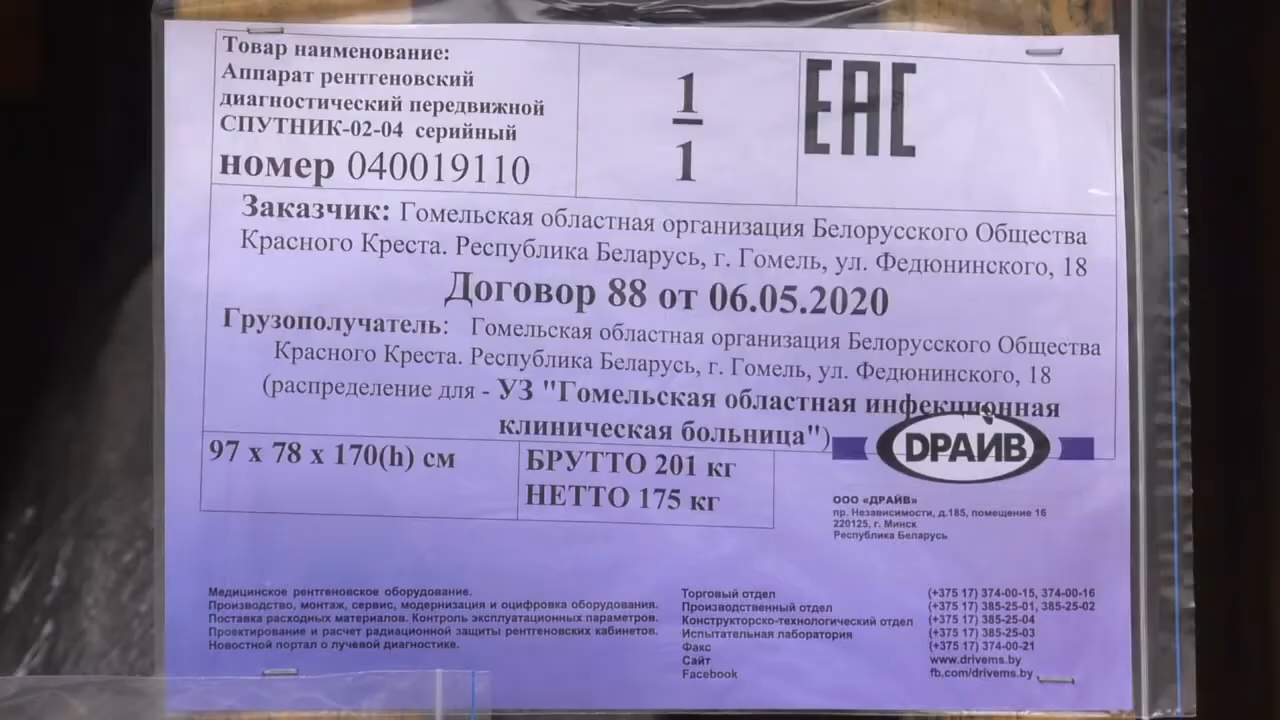 Товар наименование:
Аппарат рентгеновский
диагностический передвижной
СПУТНИК-02-04 серийный
номер 040019110
1
1
ЕАС
Заказчик: Гомельская областная организация Белорусского Общества
Красного Креста. Республика Беларусь, г. Гомель, ул. Федюнинского, 18
Договор 88 от 06.05.2020
Грузополучатель: Гомельская областная организация Белорусского Общества
Красного Креста. Республика Беларусь, г. Гомель, ул. Федюнинского, 18
(распределение для - УЗ "Гомельская областная инфекционная
клиническая больница")
97 х 78 х 170(h) см
БРУТТО 201 кг
НЕТТО 175 кг
DРАЙВ
ООО «ДРАЙВ»
пр. Независимости, д.185, помещение 16
220125, г. Минск
Республика Беларусь
Медицинское рентгеновское оборудование.
Производство, монтаж, сервис, модернизация и оцифровка оборудования.
Поставка расходных материалов. Контроль эксплуатационных параметров.
Проектирование и расчет радиационной защиты рентгеновских кабинетов.
Новостной портал о лучевой диагностике.
Торговый отдел (+375 17) 374-00-15, 374-00-16
Производственный отдел (+375 17) 385-25-01, 385-25-02
Конструкторско-технологический отдел (+375 17) 385-25-04
Испытательная лаборатория (+375 17) 385-25-03
Факс (+375 17) 374-00-21
Сайт www.drivems.by
Facebook fb.com/drivems.by